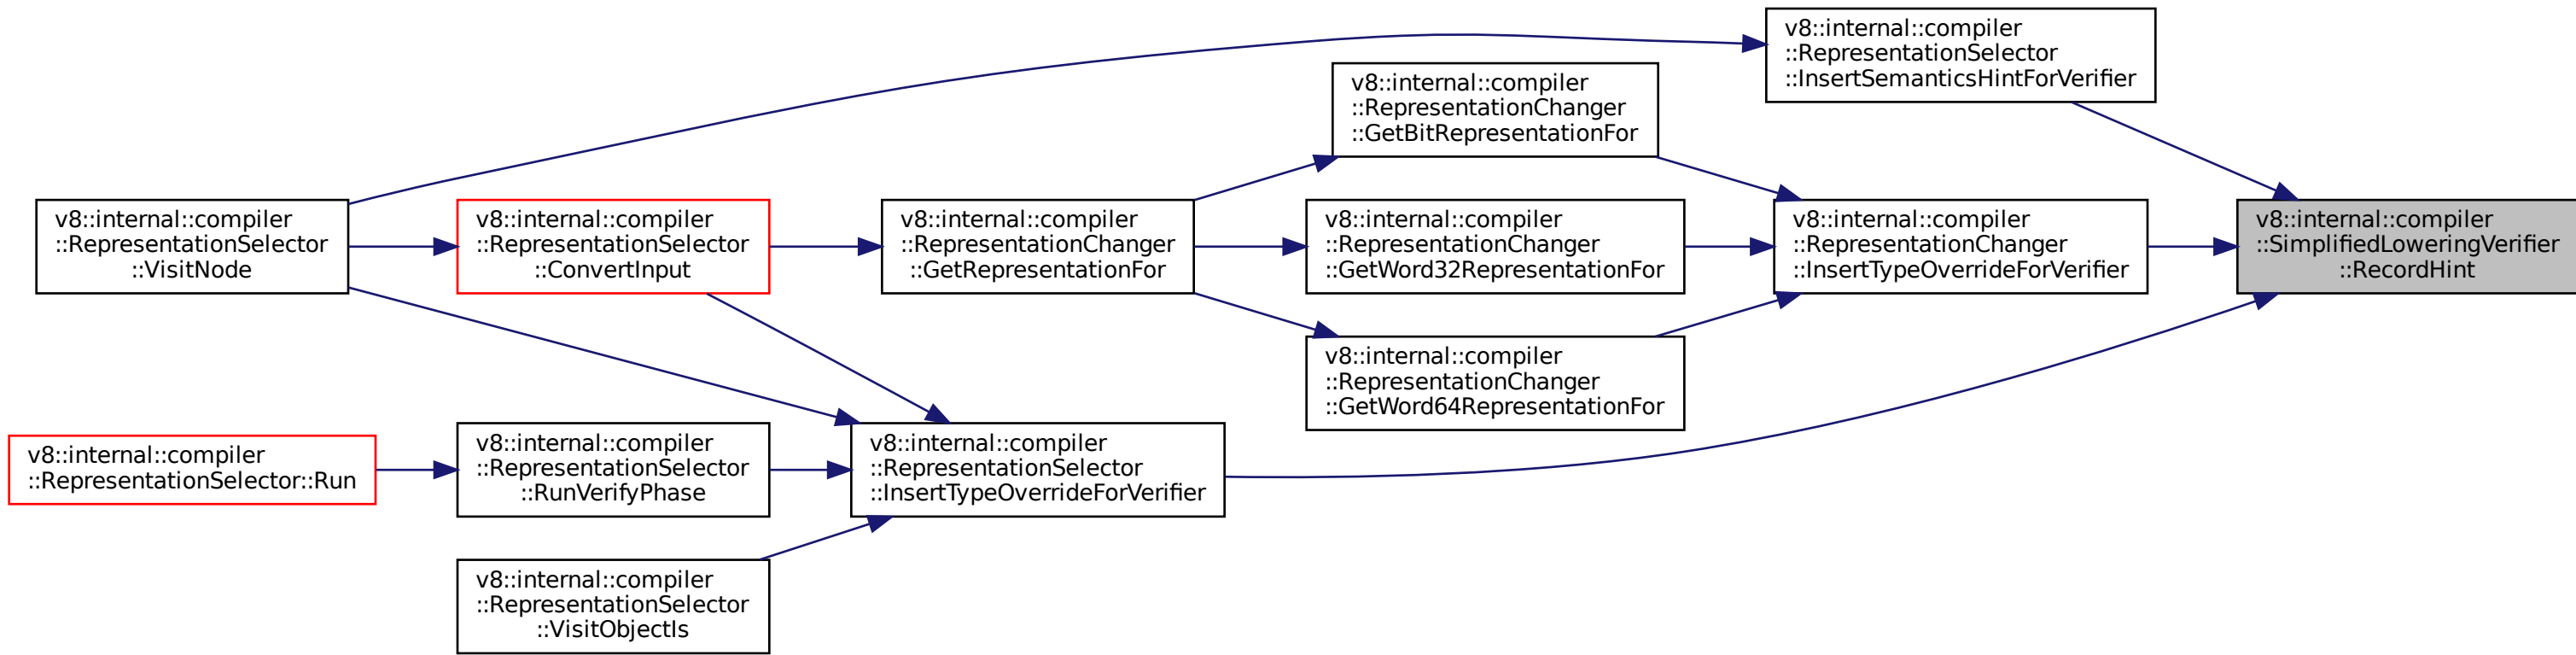 v8::internal::compiler
::RepresentationSelector
::InsertSemanticsHintForVerifier
v8::internal::compiler
::RepresentationChanger
::GetBitRepresentationFor
v8::internal::compiler
::RepresentationSelector
::VisitNode
v8::internal::compiler
::RepresentationSelector
::ConvertInput
v8::internal::compiler
::RepresentationChanger
::GetRepresentationFor
v8::internal::compiler
::RepresentationChanger
::GetWord32RepresentationFor
v8::internal::compiler
::RepresentationChanger
::InsertTypeOverrideForVerifier
v8::internal::compiler
::SimplifiedLoweringVerifier
::RecordHint
v8::internal::compiler
::RepresentationChanger
::GetWord64RepresentationFor
v8::internal::compiler
::RepresentationSelector::Run
v8::internal::compiler
::RepresentationSelector
::RunVerifyPhase
v8::internal::compiler
::RepresentationSelector
::InsertTypeOverrideForVerifier
v8::internal::compiler
::RepresentationSelector
::VisitObjectIs